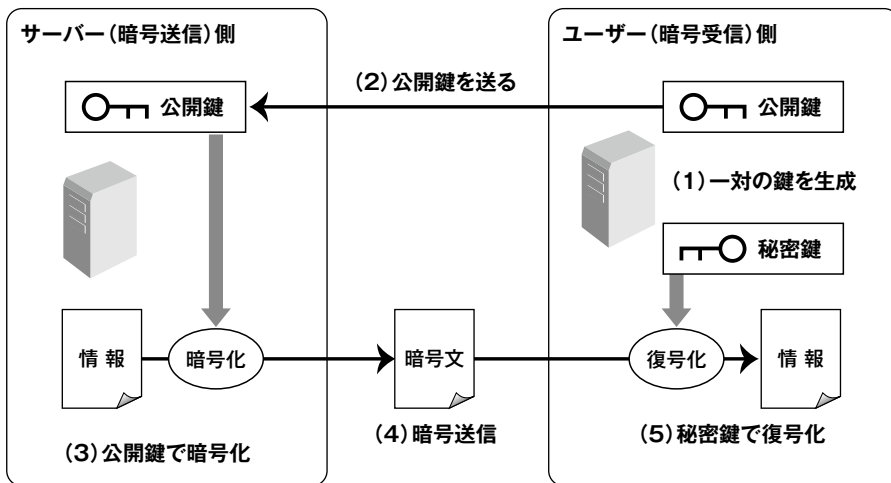 サーバー（暗号送信）側
ユーザー（暗号受信）側
（2）公開鍵を送る
公開鍵
公開鍵
（1）一対の鍵を生成
秘密鍵
情報
暗号化
暗号文
復号化
情報
（3）公開鍵で暗号化
（4）暗号送信
（5）秘密鍵で復号化